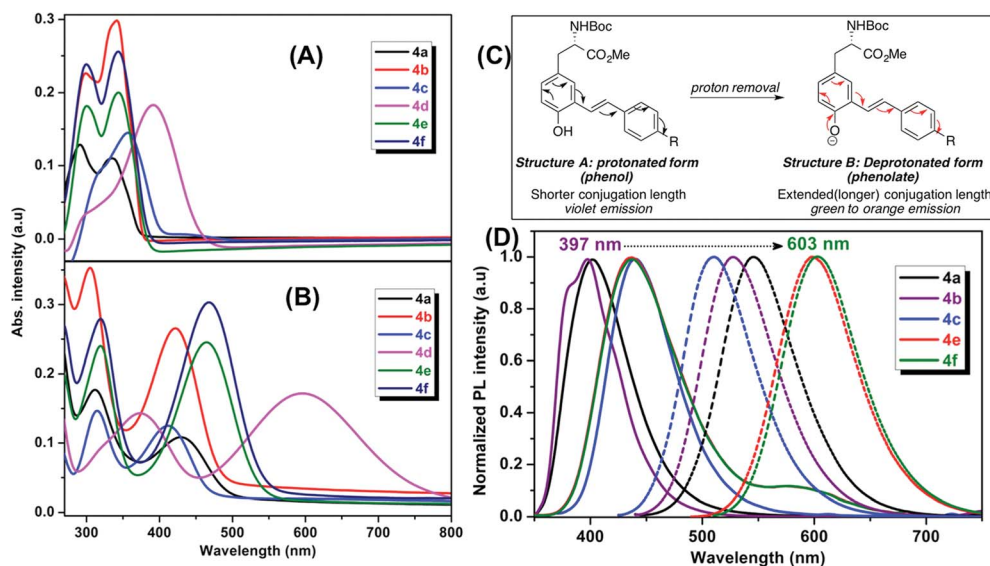 (A)
4a
4b
4c
4d
4e
4f
0.3
0.2
0.1
0.0
Abs. intensity (a.u)
(B)
4a
4b
4c
4d
4e
4f
0.3
0.2
0.1
0.0
300 400 500 600 700 800
Wavelength (nm)
(C)
NHBoc
CO2Me
OH
R
proton removal
NHBoc
CO2Me
O
⊖
R
Structure A: protonated form
(phenol)
Shorter conjugation length
violet emission
Structure B: Deprotonated form
(phenolate)
Extended(longer) conjugation length
green to orange emission
(D)
397 nm
603 nm
4a
4b
4c
4e
4f
1.0
0.8
0.6
0.4
0.2
0.0
Normalized PL intensity (a.u)
400 500 600 700
Wavelength (nm)